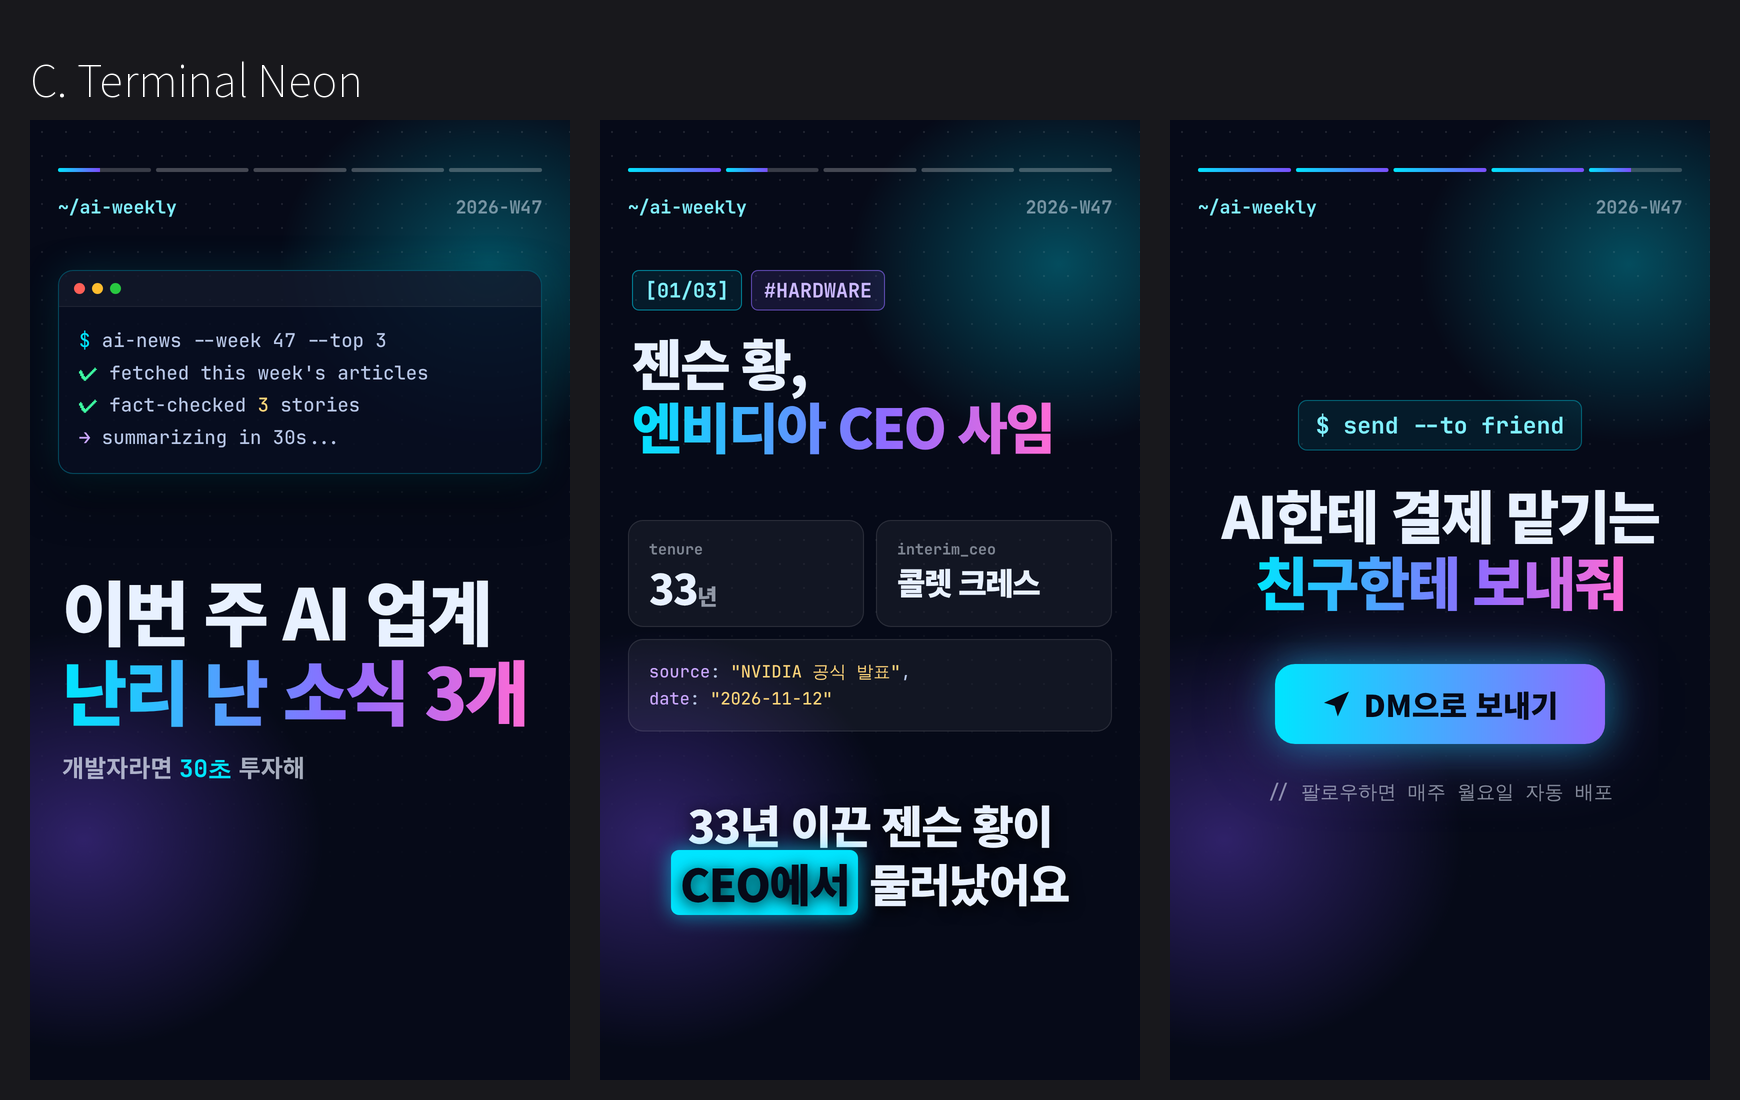 C. Terminal Neon
~/ai-weekly
2026-W47
$ ai-news --week 47 --top 3
✓ fetched this week's articles
✓ fact-checked 3 stories
→ summarizing in 30s...
이번 주 AI 업계
난리 난 소식 3개
개발자라면 30초 투자해
~/ai-weekly
2026-W47
[01/03]
#HARDWARE
젠슨 황,
엔비디아 CEO 사임
tenure
33년
interim_ceo
콜렛 크레스
source: "NVIDIA 공식 발표",
date: "2026-11-12"
33년 이끈 젠슨 황이
CEO에서 물러났어요
~/ai-weekly
2026-W47
$ send --to friend
AI한테 결제 맡기는
친구한테 보내줘
DM으로 보내기
// 팔로우하면 매주 월요일 자동 배포